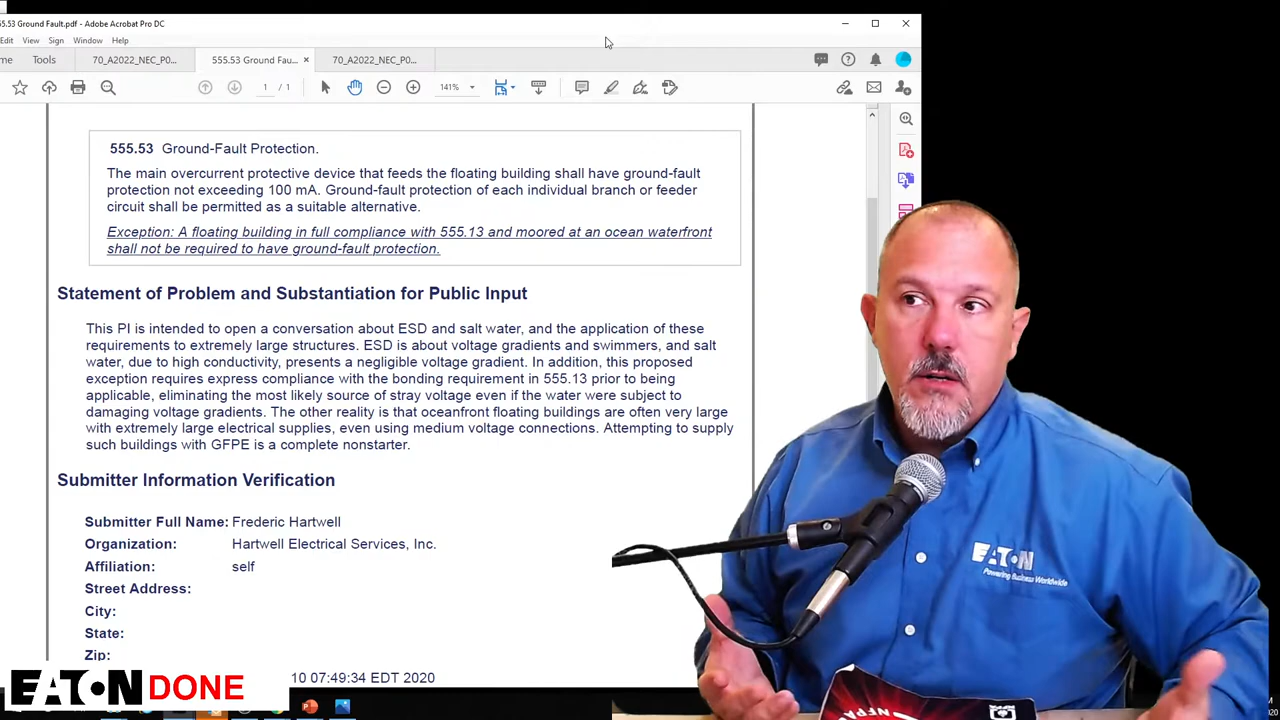 55.53 Ground Fault.pdf - Adobe Acrobat Pro DC
Edit View Sign Window Help
me Tools 70_A2022_NEC_P0... 555.53 Ground Fau... × 70_A2022_NEC_P0...
1 / 1 141%
555.53 Ground-Fault Protection.
The main overcurrent protective device that feeds the floating building shall have ground-fault
protection not exceeding 100 mA. Ground-fault protection of each individual branch or feeder
circuit shall be permitted as a suitable alternative.
Exception: A floating building in full compliance with 555.13 and moored at an ocean waterfront
shall not be required to have ground-fault protection.
Statement of Problem and Substantiation for Public Input
This PI is intended to open a conversation about ESD and salt water, and the application of these
requirements to extremely large structures. ESD is about voltage gradients and swimmers, and salt
water, due to high conductivity, presents a negligible voltage gradient. In addition, this proposed
exception requires express compliance with the bonding requirement in 555.13 prior to being
applicable, eliminating the most likely source of stray voltage even if the water were subject to
damaging voltage gradients. The other reality is that oceanfront floating buildings are often very large
with extremely large electrical supplies, even using medium voltage connections. Attempting to supply
such buildings with GFPE is a complete nonstarter.
Submitter Information Verification
Submitter Full Name: Frederic Hartwell
Organization: Hartwell Electrical Services, Inc.
Affiliation: self
Street Address:
City:
State:
Zip:
10 07:49:34 EDT 2020
EATON DONE
EATON
Powering Business Worldwide
NFPA